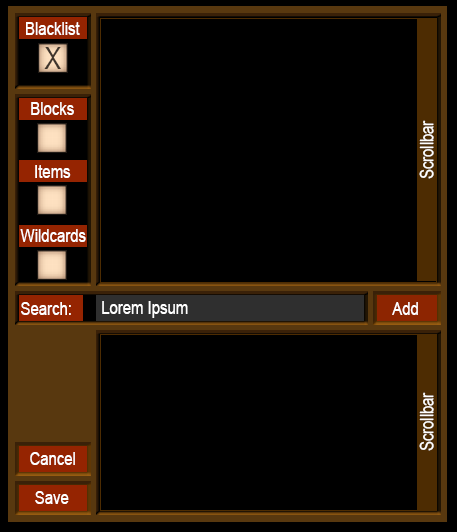 Blacklist
X
Blocks
Items
Wildcards
Scrollbar
Search: Lorem Ipsum
Add
Scrollbar
Cancel
Save